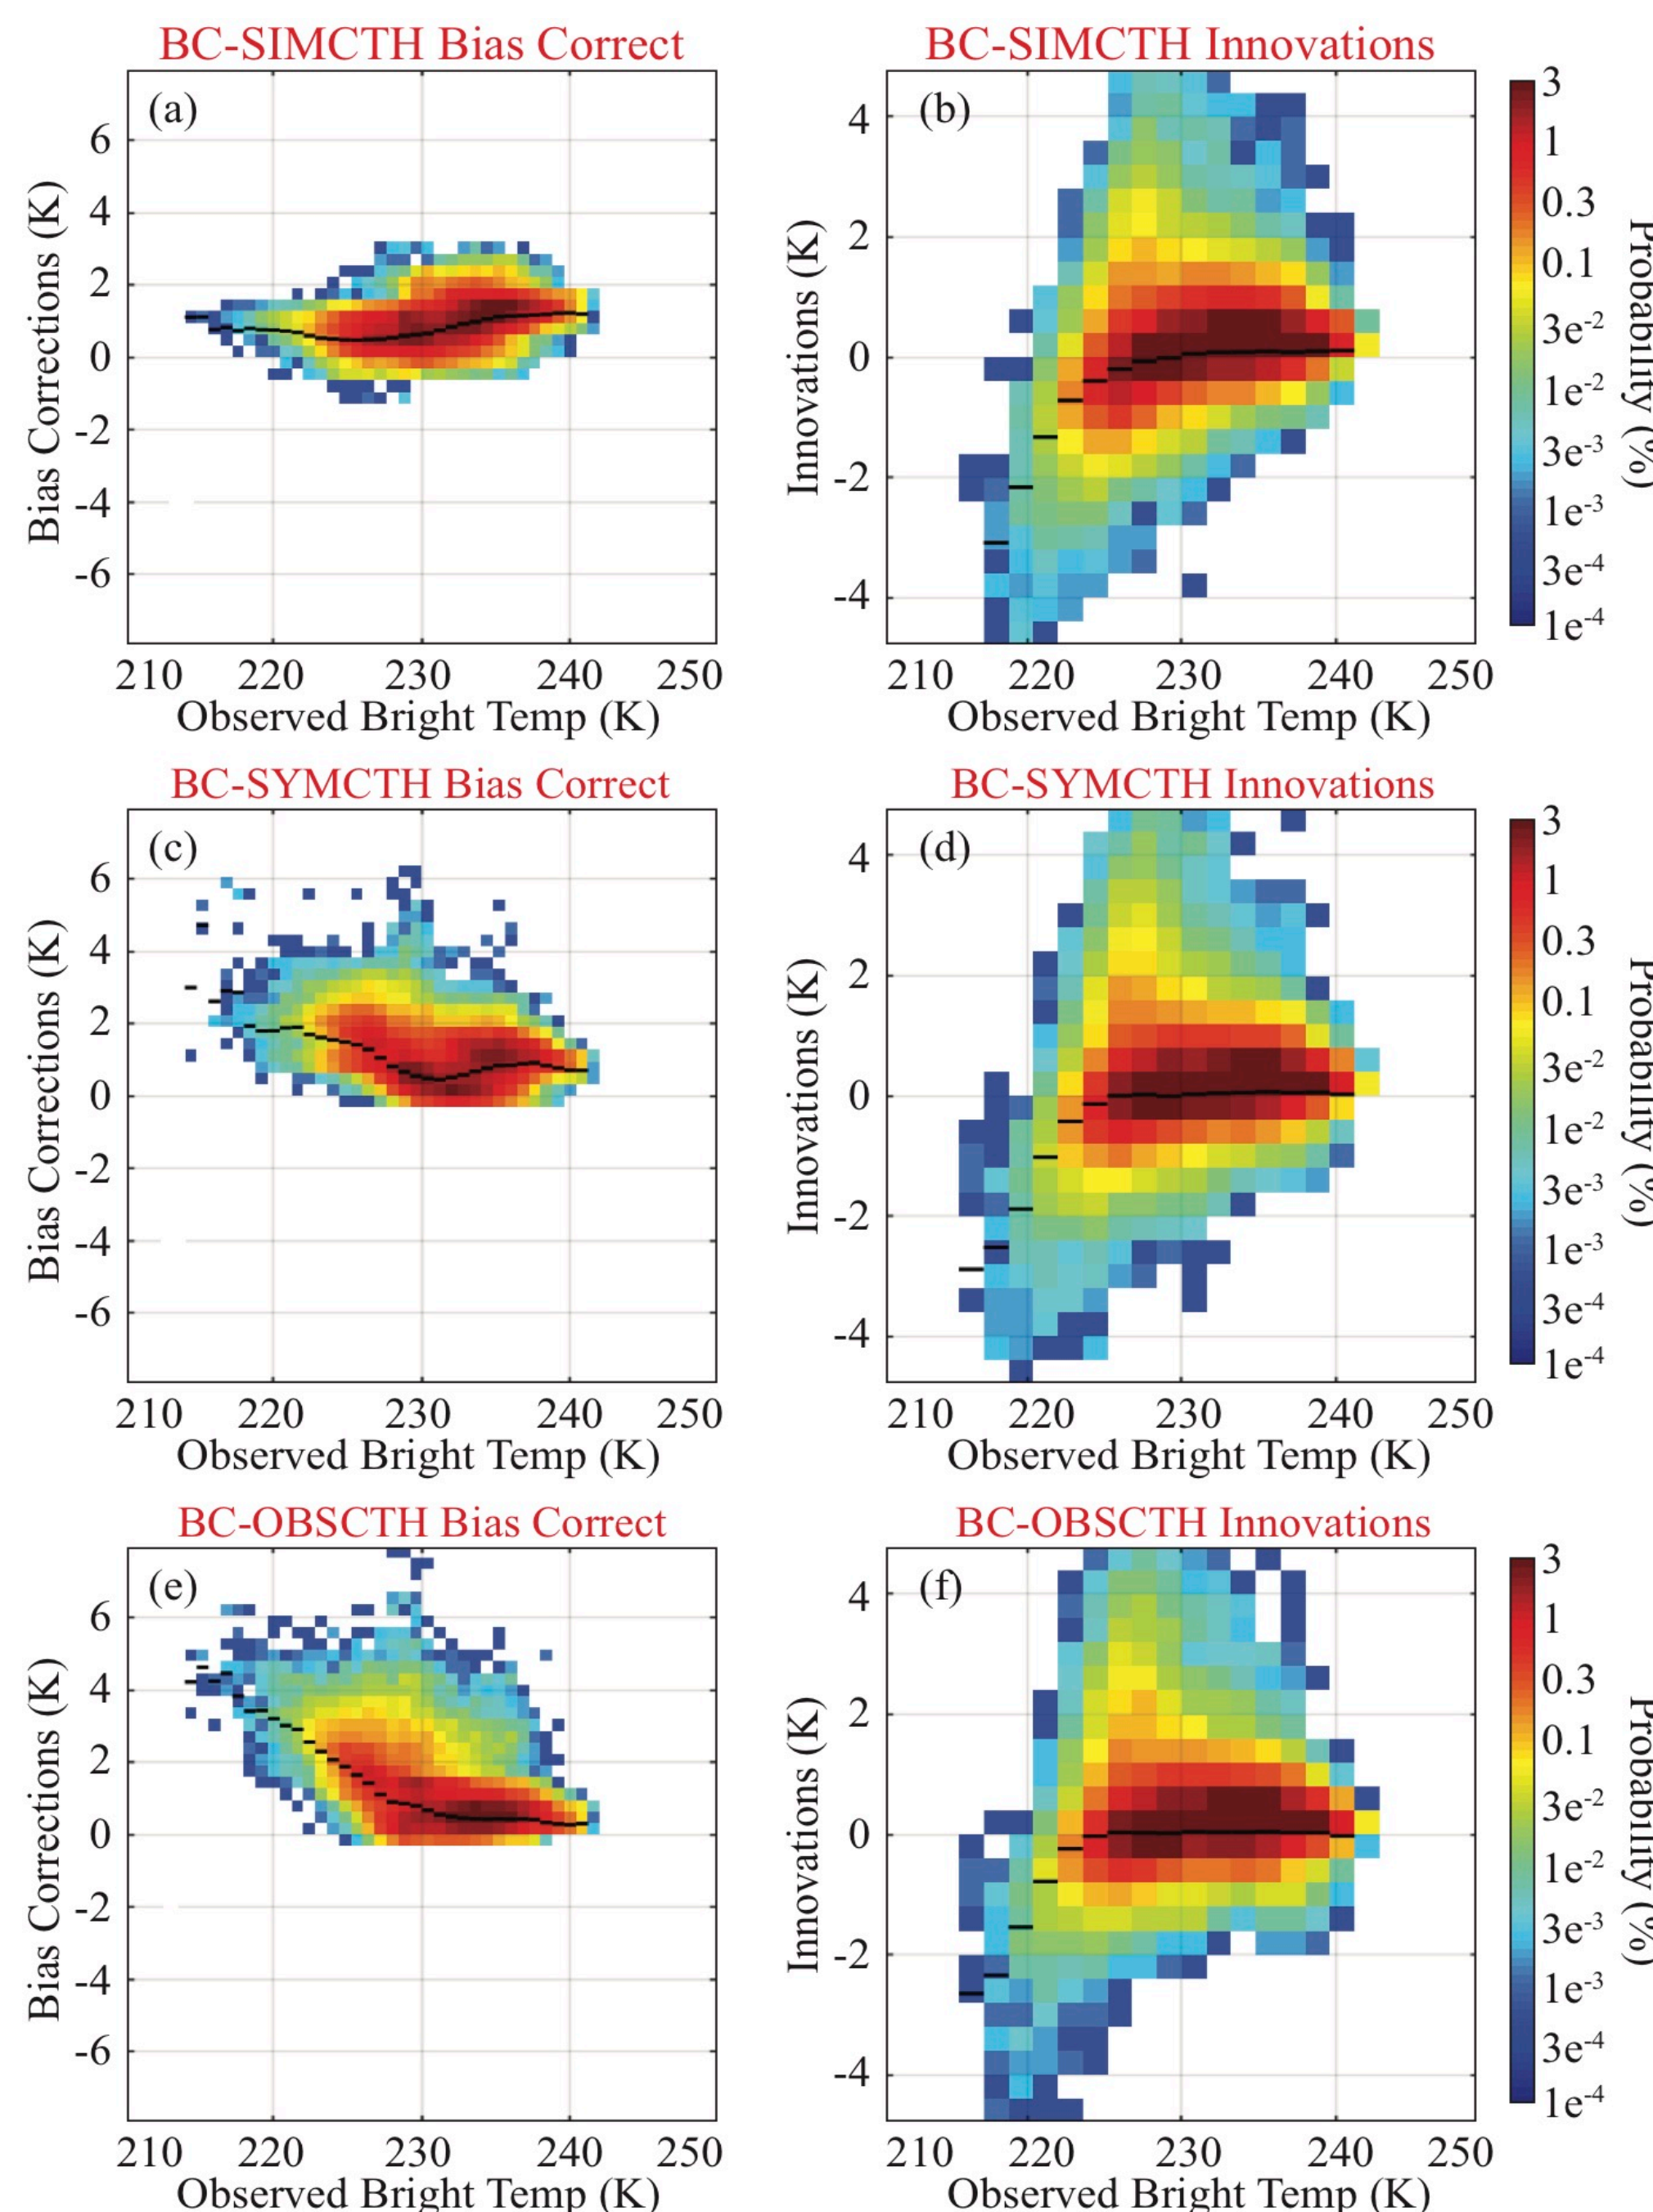 BC-SIMCTH Bias Correct
BC-SIMCTH Innovations
(a)
6
4
2
0
-2
-4
-6
Bias Corrections (K)
210 220 230 240 250
Observed Bright Temp (K)
(b)
4
2
0
-2
-4
Innovations (K)
210 220 230 240 250
Observed Bright Temp (K)
3
1
0.3
0.1
3e-2
1e-2
3e-3
1e-3
3e-4
1e-4
Probability (%)
BC-SYMCTH Bias Correct
BC-SYMCTH Innovations
(c)
6
4
2
0
-2
-4
-6
Bias Corrections (K)
210 220 230 240 250
Observed Bright Temp (K)
(d)
4
2
0
-2
-4
Innovations (K)
210 220 230 240 250
Observed Bright Temp (K)
3
1
0.3
0.1
3e-2
1e-2
3e-3
1e-3
3e-4
1e-4
Probability (%)
BC-OBSCTH Bias Correct
BC-OBSCTH Innovations
(e)
6
4
2
0
-2
-4
-6
Bias Corrections (K)
210 220 230 240 250
Observed Bright Temp (K)
(f)
4
2
0
-2
-4
Innovations (K)
210 220 230 240 250
Observed Bright Temp (K)
3
1
0.3
0.1
3e-2
1e-2
3e-3
1e-3
3e-4
1e-4
Probability (%)